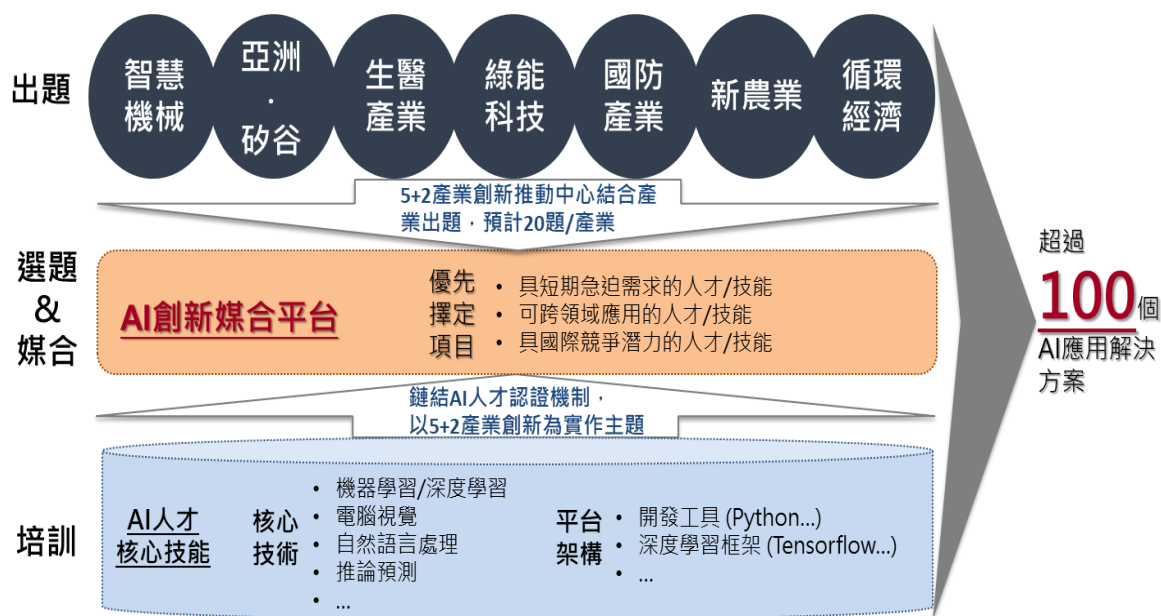 出題
智慧
機械
亞洲
·
矽谷
生醫
產業
綠能
科技
國防
產業
新農業
循環
經濟
5+2產業創新推動中心結合產
業出題，預計20題/產業
選題
&
媒合
AI創新媒合平台
優先
擇定
項目
• 具短期急迫需求的人才/技能
• 可跨領域應用的人才/技能
• 具國際競爭潛力的人才/技能
鏈結AI人才認證機制，
以5+2產業創新為實作主題
培訓
AI人才
核心技能
核心
技術
• 機器學習/深度學習
• 電腦視覺
• 自然語言處理
• 推論預測
• ...
平台
架構
• 開發工具 (Python...)
• 深度學習框架 (Tensorflow...)
• ...
超過
100個
AI應用解決
方案